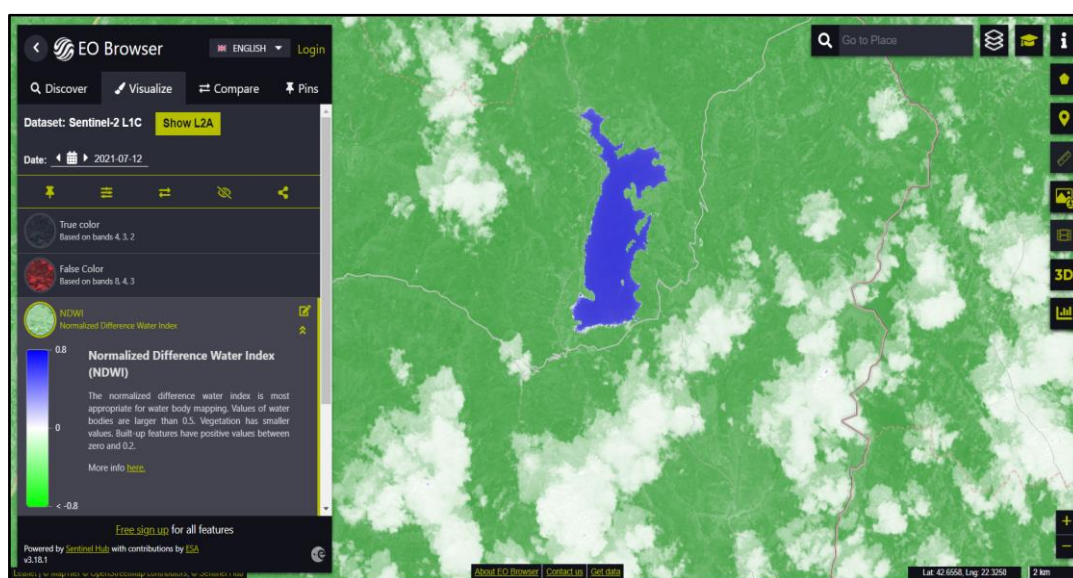 EO Browser
ENGLISH
Login
Discover
Visualize
Compare
Pins
Dataset: Sentinel-2 L1C
Show L2A
Date:
2021-07-12
True color
Based on bands 4, 3, 2
False Color
Based on bands 8, 4, 3
NDWI
Normalized Difference Water Index
0.8
0
< -0.8
Normalized Difference Water Index
(NDWI)
The normalized difference water index is most
appropriate for water body mapping. Values of water
bodies are larger than 0.5. Vegetation has smaller
values. Built-up features have positive values between
zero and 0.2.
More info here.
Free sign up for all features
Powered by Sentinel Hub with contributions by ESA
v3.18.1
Go to Place
3D
Leaflet | © MapTiler © OpenStreetMap contributors, © Sentinel Hub
About EO Browser
Contact us
Get data
Lat: 42.6558, Lng: 22.3250
2 km